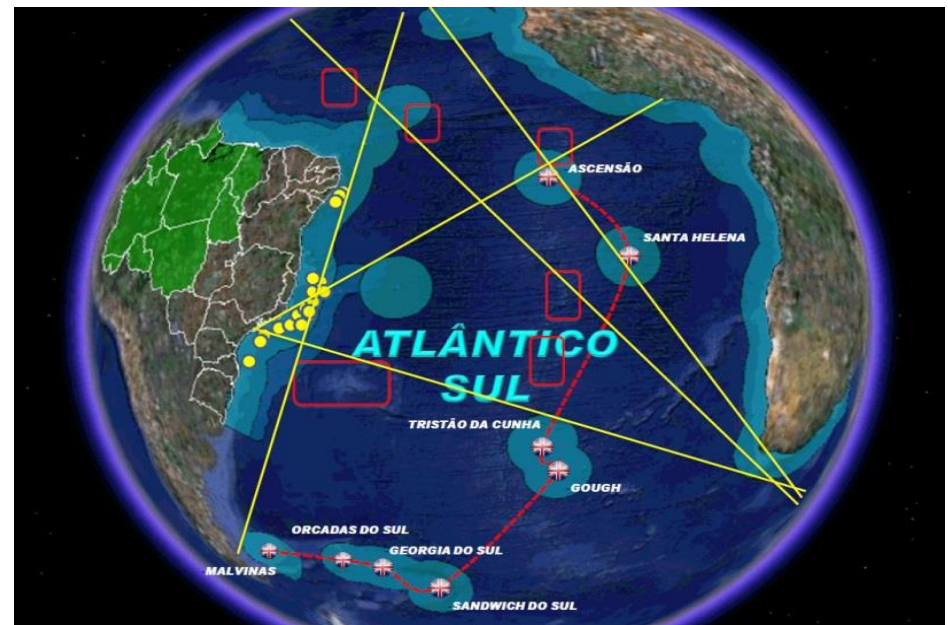 ASCENSÃO
SANTA HELENA
ATLÂNTiCO
SUL
TRISTÃO DA CUNHA
GOUGH
ORCADAS DO SUL
GEORGIA DO SUL
MALVINAS
SANDWICH DO SUL